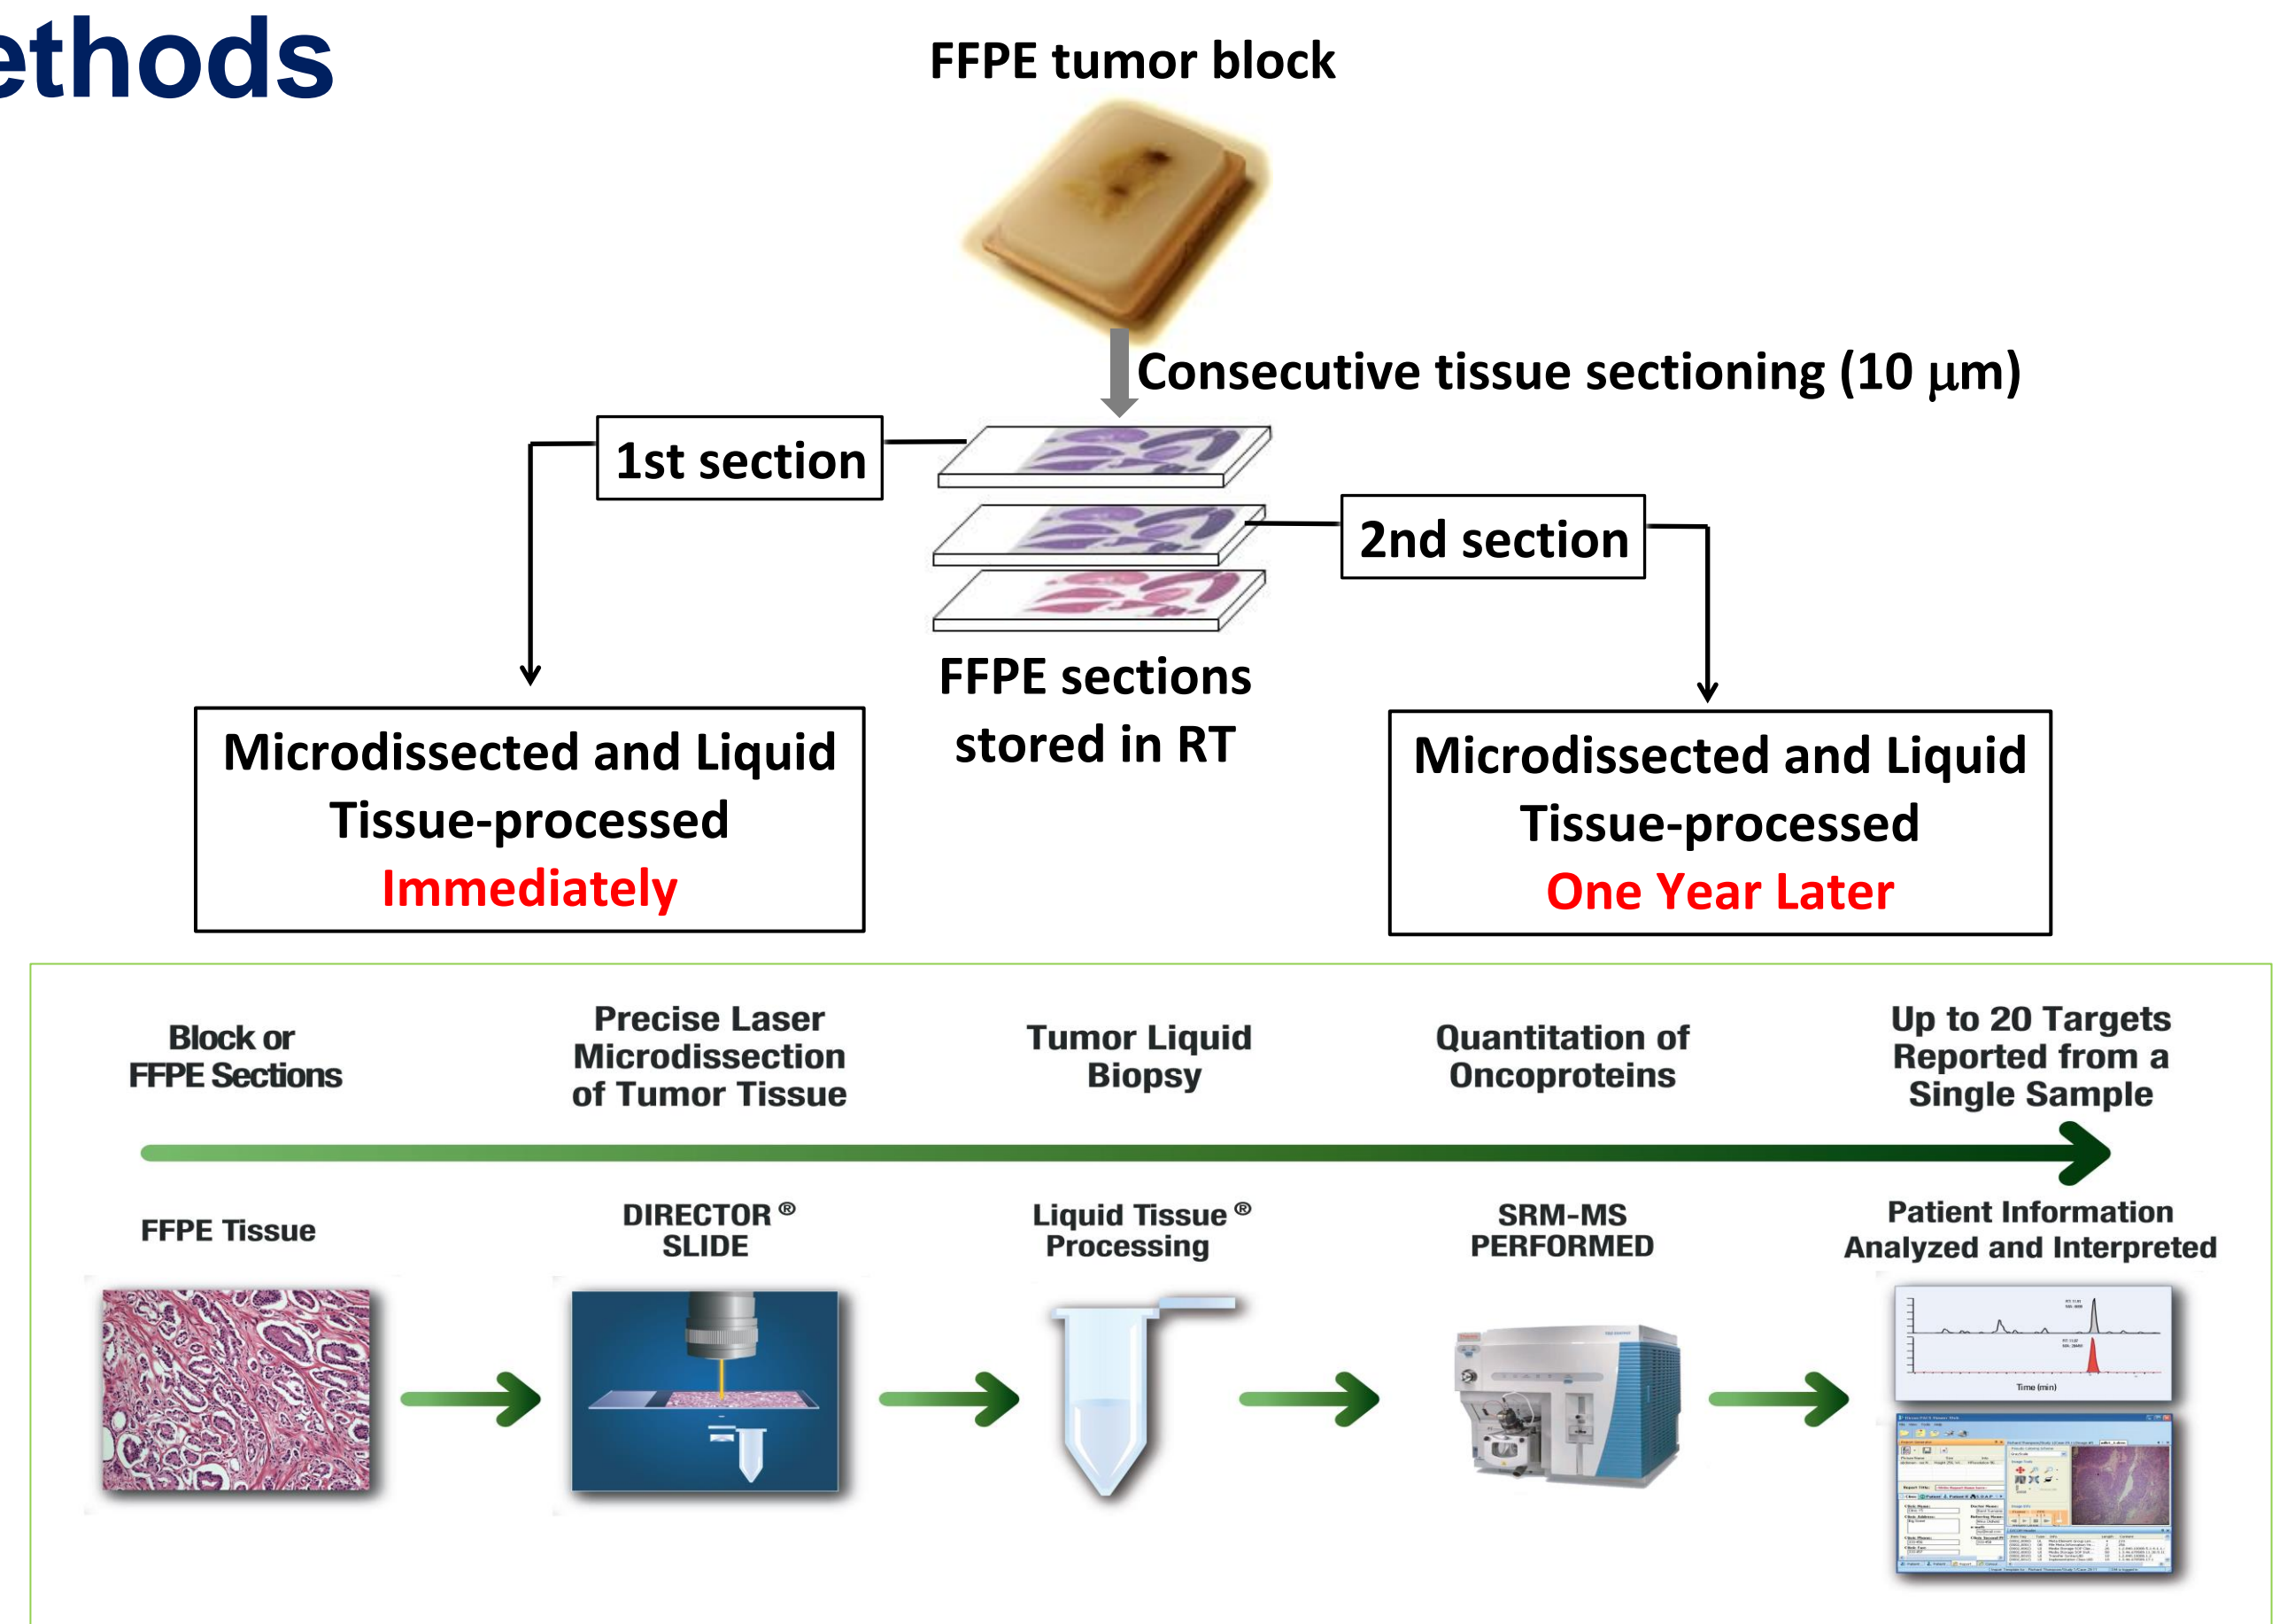 ethods
FFPE tumor block
Consecutive tissue sectioning (10 μm)
1st section
2nd section
FFPE sections
stored in RT
Microdissected and Liquid
Tissue-processed
Immediately
Microdissected and Liquid
Tissue-processed
One Year Later
Block or
FFPE Sections
Precise Laser
Microdissection
of Tumor Tissue
Tumor Liquid
Biopsy
Quantitation of
Oncoproteins
Up to 20 Targets
Reported from a
Single Sample
FFPE Tissue
DIRECTOR ®
SLIDE
Liquid Tissue ®
Processing
SRM-MS
PERFORMED
Patient Information
Analyzed and Interpreted
Time (min)